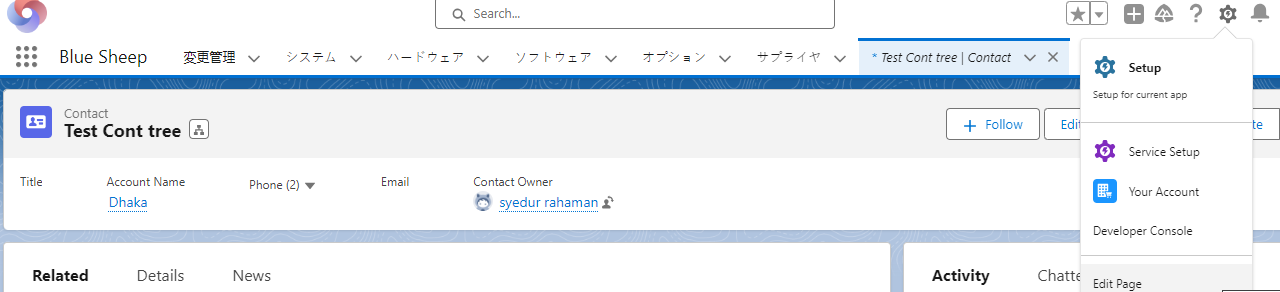 Search...
Blue Sheep 変更管理 システム ハードウェア ソフトウェア オプション サプライヤ * Test Cont tree | Contact
Setup
Setup for current app
Contact
Test Cont tree
Follow
Service Setup
Title Account Name Phone (2) Email Contact Owner
Dhaka syedur rahaman
Your Account
Developer Console
Related Details News
Activity
Edit Page